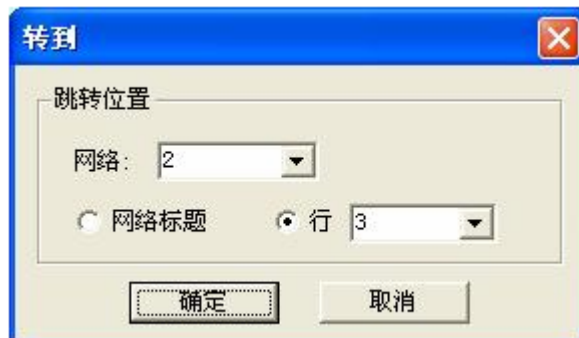 转到
跳转位置
网络: 2
网络标题 行 3
确定 取消